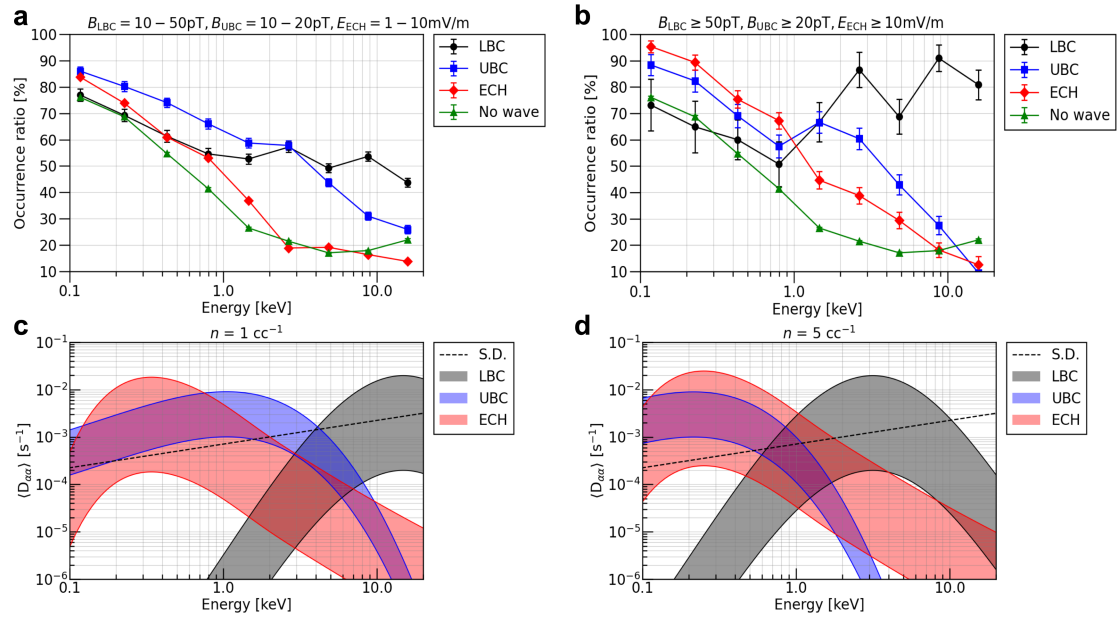 a
B_LBC = 10 − 50pT, B_UBC = 10 − 20pT, E_ECH = 1 − 10mV/m
Occurrence ratio [%]
100
90
80
70
60
50
40
30
20
10
0.1
1.0
10.0
Energy [keV]
LBC
UBC
ECH
No wave
b
B_LBC ≥ 50pT, B_UBC ≥ 20pT, E_ECH ≥ 10mV/m
Occurrence ratio [%]
100
90
80
70
60
50
40
30
20
10
0.1
1.0
10.0
Energy [keV]
LBC
UBC
ECH
No wave
c
n = 1 cc⁻¹
⟨D_αα⟩ [s⁻¹]
10⁻¹
10⁻²
10⁻³
10⁻⁴
10⁻⁵
10⁻⁶
0.1
1.0
10.0
Energy [keV]
S.D.
LBC
UBC
ECH
d
n = 5 cc⁻¹
⟨D_αα⟩ [s⁻¹]
10⁻¹
10⁻²
10⁻³
10⁻⁴
10⁻⁵
10⁻⁶
0.1
1.0
10.0
Energy [keV]
S.D.
LBC
UBC
ECH